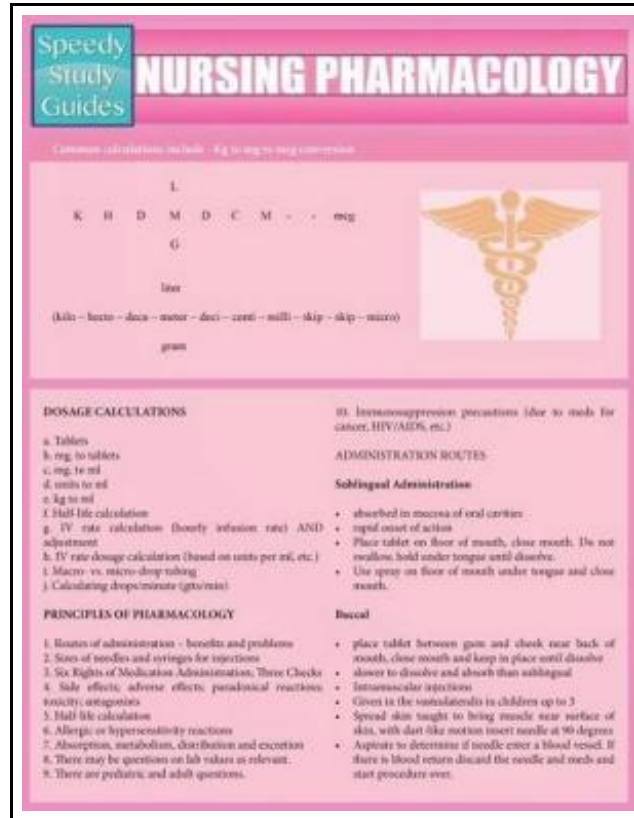 Speedy
Study
Guides
NURSING PHARMACOLOGY
Common calculations include - Kg to mg to mcg conversion
L
K H D M D C M - - mcg
G
liter
(kilo – hecto – deca – meter – deci – centi – milli – skip – skip – micro)
gram
DOSAGE CALCULATIONS
a. Tablets
b. mg. to tablets
c. mg. to ml
d. units to ml
e. kg to ml
f. Half-life calculation
g. IV rate calculation (hourly infusion rate) AND
adjustment
h. IV rate dosage calculation (based on units per ml, etc.)
i. Macro- vs. micro-drop tubing
j. Calculating drops/minute (gtts/min)
PRINCIPLES OF PHARMACOLOGY
1. Routes of administration – benefits and problems
2. Sizes of needles and syringes for injections
3. Six Rights of Medication Administration; Three Checks
4. Side effects; adverse effects; paradoxical reactions;
toxicity; antagonists
5. Half-life calculation
6. Allergic or hypersensitivity reactions
7. Absorption, metabolism, distribution and excretion
8. There may be questions on lab values as relevant.
9. There are pediatric and adult questions.
10. Immunosuppression precautions (due to meds for
cancer, HIV/AIDS, etc.)
ADMINISTRATION ROUTES
Sublingual Administration
• absorbed in mucosa of oral cavities
• rapid onset of action
• Place tablet on floor of mouth, close mouth. Do not
swallow, hold under tongue until dissolve.
• Use spray on floor of mouth under tongue and close
mouth.
Buccal
• place tablet between gum and cheek near back of
mouth, close mouth and keep in place until dissolve
• slower to dissolve and absorb than sublingual
• Intramuscular injections
• Given in the vastuslateralis in children up to 3
• Spread skin taught to bring muscle near surface of
skin, with dart-like motion insert needle at 90 degrees
• Aspirate to determine if needle enter a blood vessel. If
there is blood return discard the needle and meds and
start procedure over.